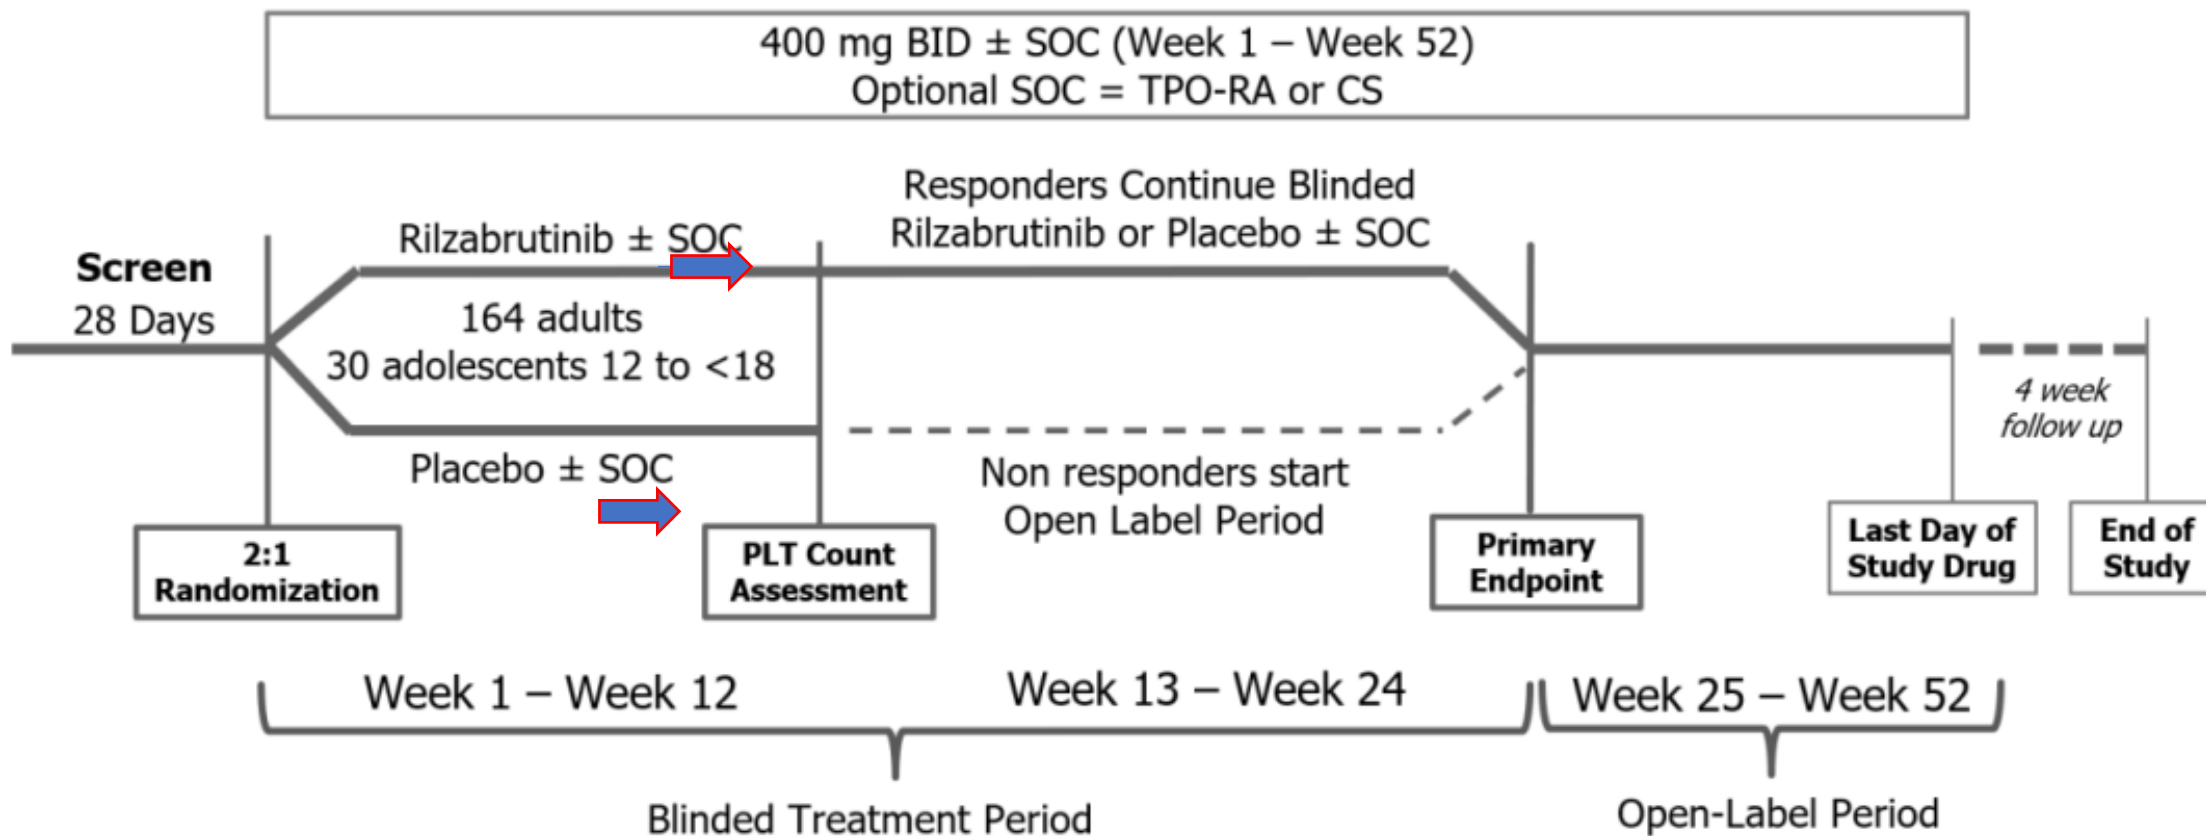 400 mg BID ± SOC (Week 1 – Week 52)
Optional SOC = TPO-RA or CS
Responders Continue Blinded
Rilzabrutinib or Placebo ± SOC
Rilzabrutinib ± SOC
Screen
28 Days
164 adults
30 adolescents 12 to <18
4 week
follow up
Placebo ± SOC
Non responders start
Open Label Period
2:1
Randomization
PLT Count
Assessment
Primary
Endpoint
Last Day of
Study Drug
End of
Study
Week 1 – Week 12
Week 13 – Week 24
Week 25 – Week 52
Blinded Treatment Period
Open-Label Period